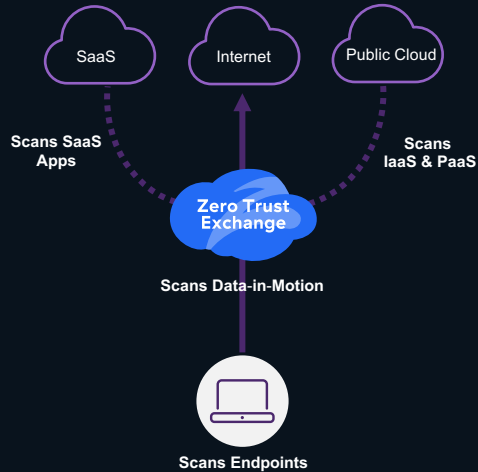 SaaS
Internet
Public Cloud
Scans SaaS
Apps
Scans
IaaS & PaaS
Zero Trust
Exchange
Scans Data-in-Motion
Scans Endpoints